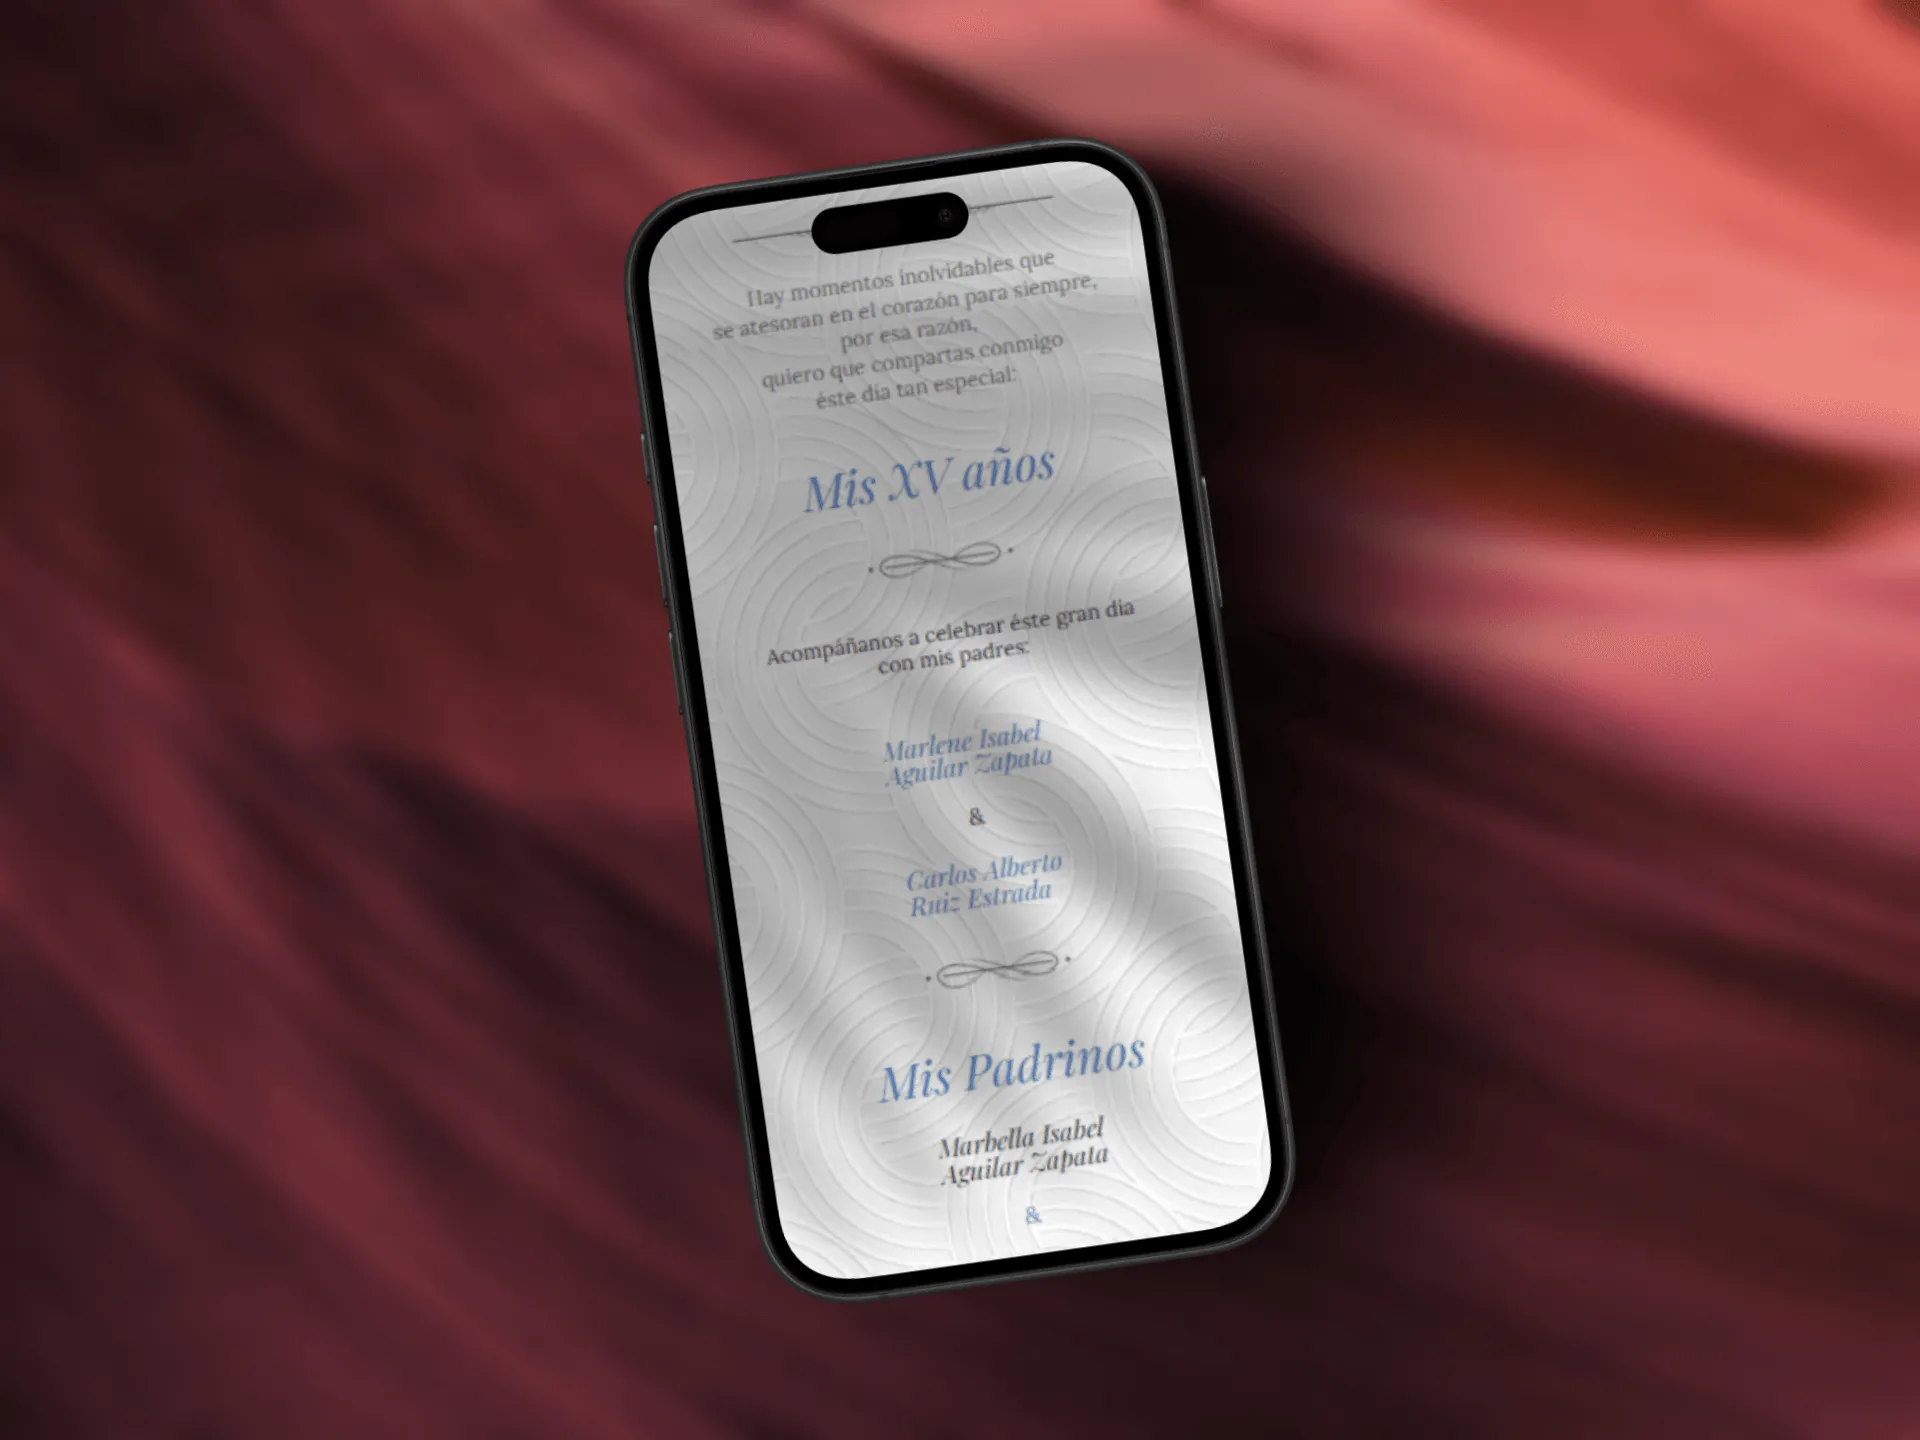 Hay momentos inolvidables que
se atesoran en el corazón para siempre,
por esa razón,
quiero que compartas conmigo
éste día tan especial:
Mis XV años
Acompáñanos a celebrar éste gran día
con mis padres:
Marlene Isabel
Aguilar Zapata
&
Carlos Alberto
Ruiz Estrada
Mis Padrinos
Marbella Isabel
Aguilar Zapata
&